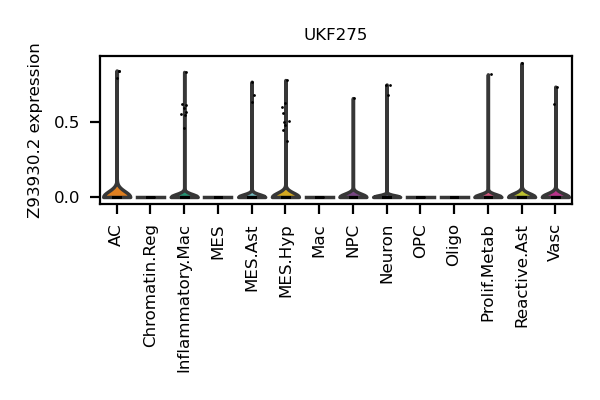 UKF275
Z93930.2 expression
0.5
0.0
AC
Chromatin.Reg
Inflammatory.Mac
MES
MES.Ast
MES.Hyp
Mac
NPC
Neuron
OPC
Oligo
Prolif.Metab
Reactive.Ast
Vasc